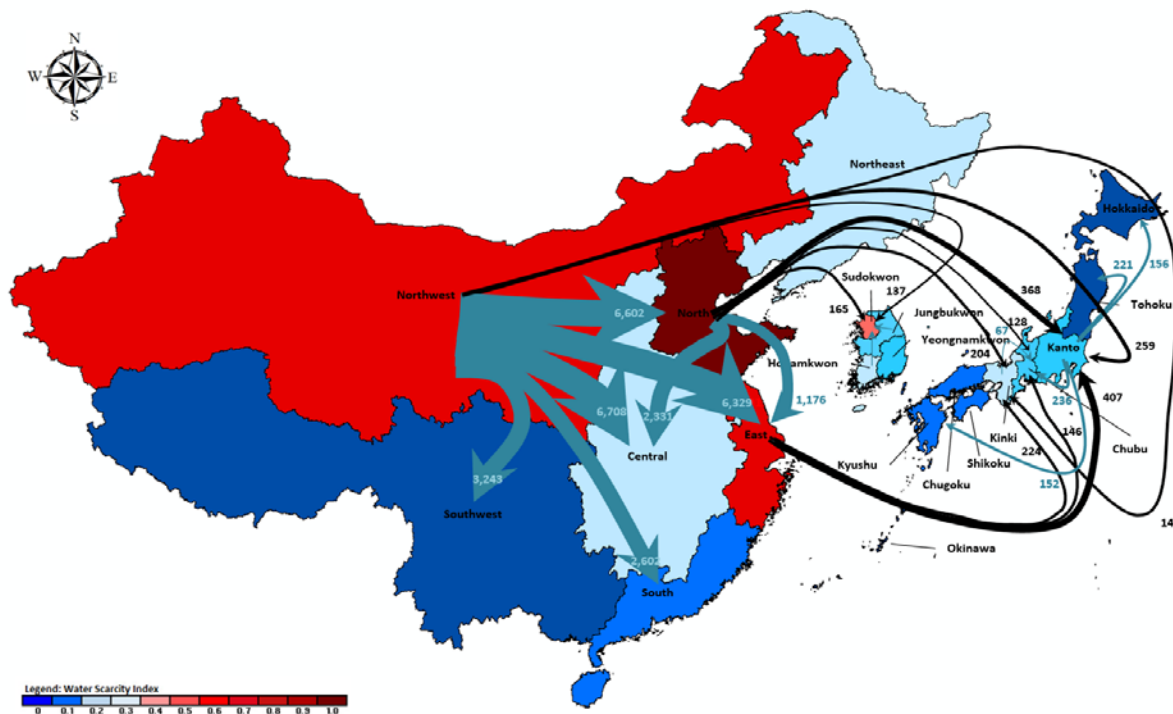 N
W E
S
Northeast
Hokkaido
221
156
Sudokwon
137
368
Tohoku
Northwest
6,602
North
165
Jungbukwon
128
67
Yeongnamkwon
Kanto
259
204
Honamkwon
6,329
1,176
236
407
6,708
2,331
East
146
Kinki
224
Chubu
Central
Kyushu
Shikoku
3,243
Chugoku
152
Southwest
14
Okinawa
2,602
South
Legend: Water Scarcity Index
0 0.1 0.2 0.3 0.4 0.5 0.6 0.7 0.8 0.9 1.0